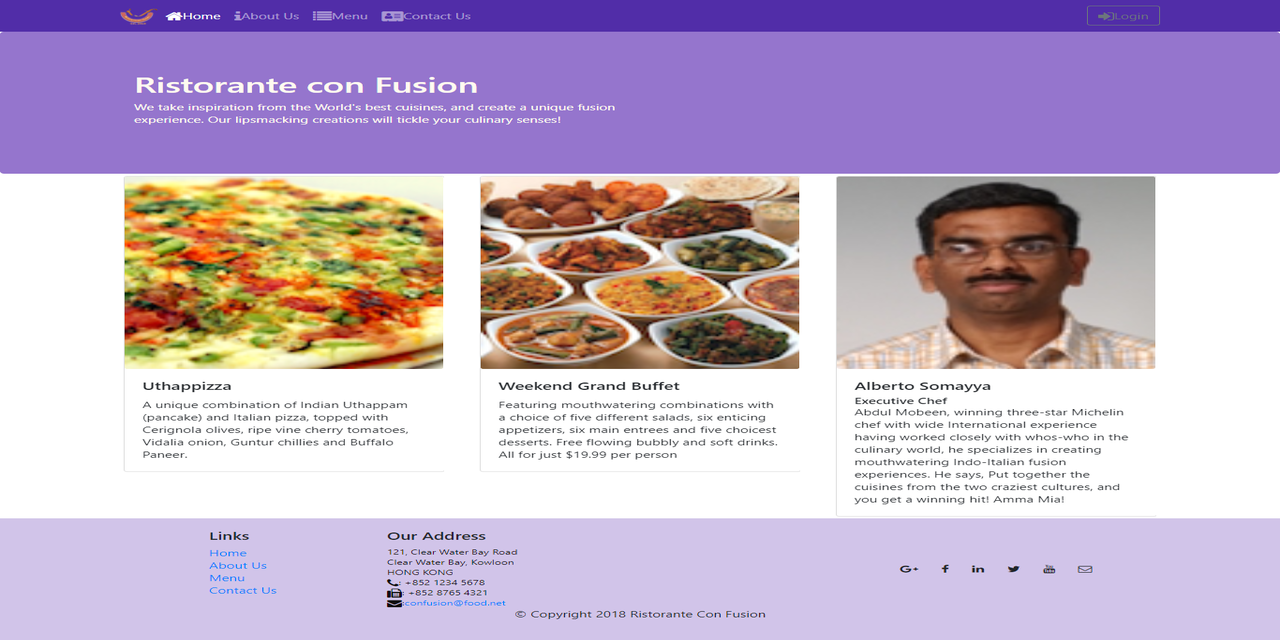 Home About Us Menu Contact Us Login
Ristorante con Fusion
We take inspiration from the World's best cuisines, and create a unique fusion
experience. Our lipsmacking creations will tickle your culinary senses!
Uthappizza
A unique combination of Indian Uthappam
(pancake) and Italian pizza, topped with
Cerignola olives, ripe vine cherry tomatoes,
Vidalia onion, Guntur chillies and Buffalo
Paneer.
Weekend Grand Buffet
Featuring mouthwatering combinations with
a choice of five different salads, six enticing
appetizers, six main entrees and five choicest
desserts. Free flowing bubbly and soft drinks.
All for just $19.99 per person
Alberto Somayya
Executive Chef
Abdul Mobeen, winning three-star Michelin
chef with wide International experience
having worked closely with whos-who in the
culinary world, he specializes in creating
mouthwatering Indo-Italian fusion
experiences. He says, Put together the
cuisines from the two craziest cultures, and
you get a winning hit! Amma Mia!
Links
Home
About Us
Menu
Contact Us
Our Address
121, Clear Water Bay Road
Clear Water Bay, Kowloon
HONG KONG
: +852 1234 5678
: +852 8765 4321
:confusion@food.net
© Copyright 2018 Ristorante Con Fusion